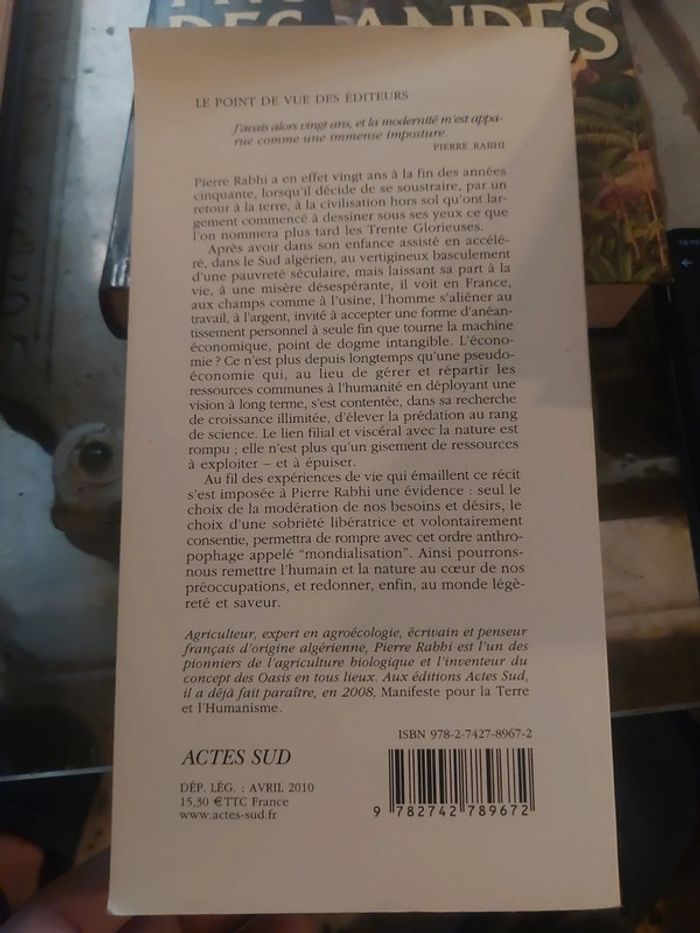 DES ANDES
LE POINT DE VUE DES ÉDITEURS
J'avais alors vingt ans, et la modernité m'est appa-
rue comme une immense imposture.
PIERRE RABHI
Pierre Rabhi a en effet vingt ans à la fin des années
cinquante, lorsqu'il décide de se soustraire, par un
retour à la terre, à la civilisation hors sol qu'ont lar-
gement commencé à dessiner sous ses yeux ce que
l'on nommera plus tard les Trente Glorieuses.
Après avoir dans son enfance assisté en accélé-
ré, dans le Sud algérien, au vertigineux basculement
d'une pauvreté séculaire, mais laissant sa part à la
vie, à une misère désespérante, il voit en France,
aux champs comme à l'usine, l'homme s'aliéner au
travail, à l'argent, invité à accepter une forme d'anéan-
tissement personnel à seule fin que tourne la machine
économique, point de dogme intangible. L'écono-
mie ? Ce n'est plus depuis longtemps qu'une pseudo-
économie qui, au lieu de gérer et répartir les
ressources communes à l'humanité en déployant une
vision à long terme, s'est contentée, dans sa recherche
de croissance illimitée, d'élever la prédation au rang
de science. Le lien filial et viscéral avec la nature est
rompu ; elle n'est plus qu'un gisement de ressources
à exploiter – et à épuiser.
Au fil des expériences de vie qui émaillent ce récit
s'est imposée à Pierre Rabhi une évidence : seul le
choix de la modération de nos besoins et désirs, le
choix d'une sobriété libératrice et volontairement
consentie, permettra de rompre avec cet ordre anthro-
pophage appelé "mondialisation". Ainsi pourrons-
nous remettre l'humain et la nature au cœur de nos
préoccupations, et redonner, enfin, au monde légè-
reté et saveur.
Agriculteur, expert en agroécologie, écrivain et penseur
français d'origine algérienne, Pierre Rabhi est l'un des
pionniers de l'agriculture biologique et l'inventeur du
concept des Oasis en tous lieux. Aux éditions Actes Sud,
il a déjà fait paraître, en 2008, Manifeste pour la Terre
et l'Humanisme.
ISBN 978-2-7427-8967-2
ACTES SUD
DÉP. LÉG. : AVRIL 2010
15,30 € TTC France
www.actes-sud.fr
9 782742 789672